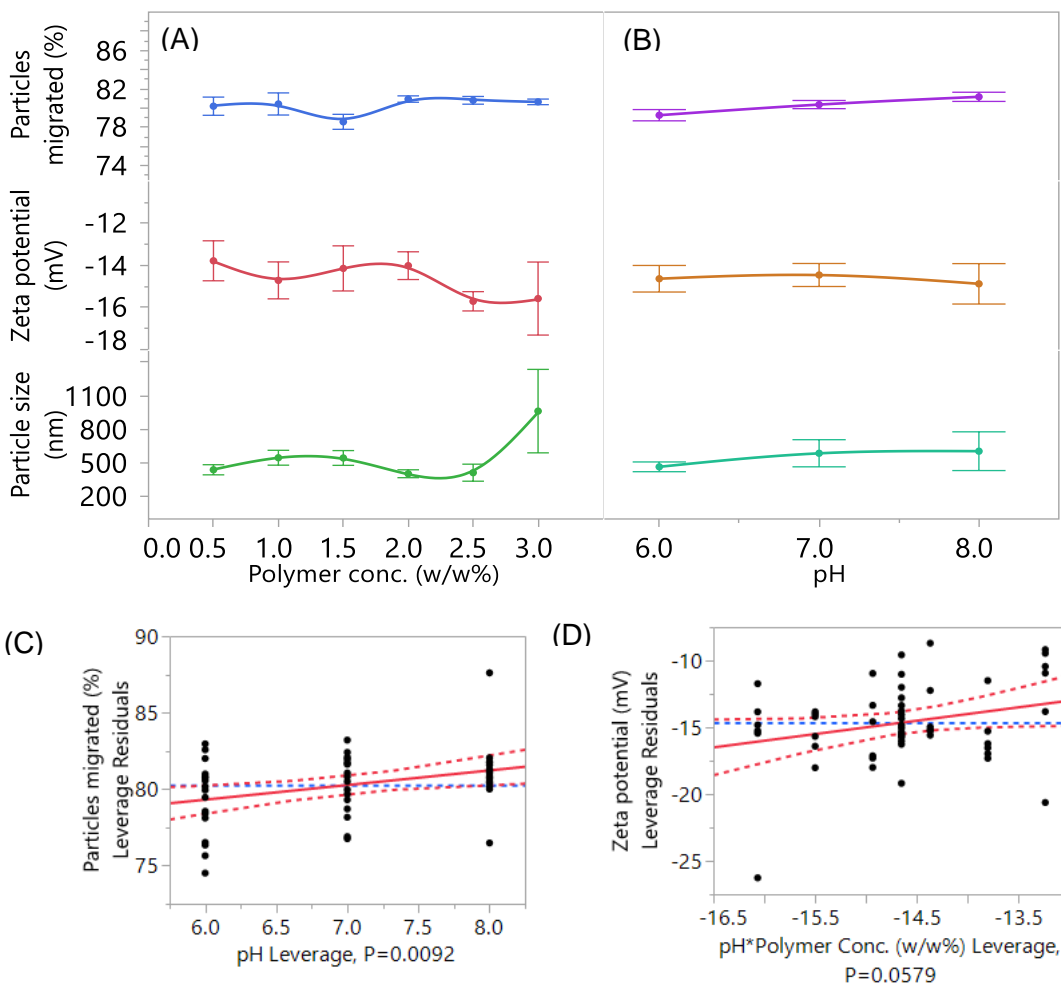 (A)
(B)
Particles
migrated (%)
86
82
78
74
Zeta potential
(mV)
-12
-14
-16
-18
Particle size
(nm)
1100
800
500
200
0.0 0.5 1.0 1.5 2.0 2.5 3.0
Polymer conc. (w/w%)
6.0 7.0 8.0
pH
(C)
Particles migrated (%)
Leverage Residuals
90
85
80
75
6.0 6.5 7.0 7.5 8.0
pH Leverage, P=0.0092
(D)
Zeta potential (mV)
Leverage Residuals
-10
-15
-20
-25
-16.5 -15.5 -14.5 -13.5
pH*Polymer Conc. (w/w%) Leverage,
P=0.0579